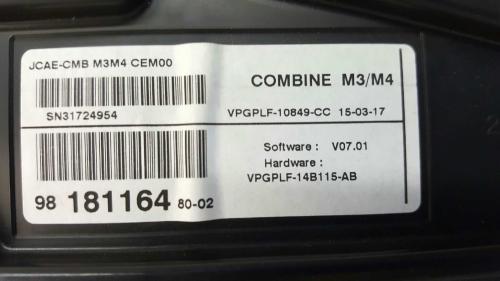 JCAE-CMB M3M4 CEM00
SN31724954
98 181164 80-02
COMBINE M3/M4
VPGPLF-10849-CC 15-03-17
Software : V07.01
Hardware :
VPGPLF-14B115-AB